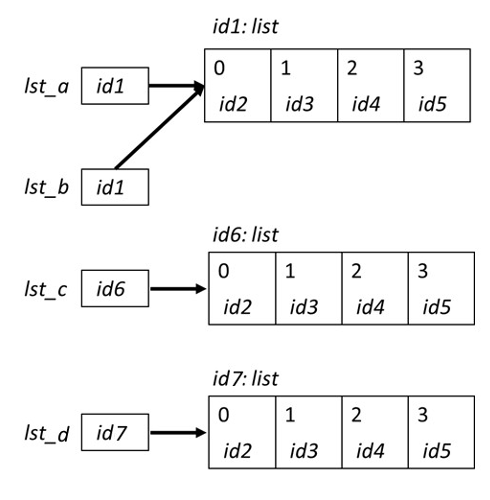 id1: list
lst_a id1 0 1 2 3
id2 id3 id4 id5
lst_b id1
id6: list
lst_c id6 0 1 2 3
id2 id3 id4 id5
id7: list
lst_d id7 0 1 2 3
id2 id3 id4 id5